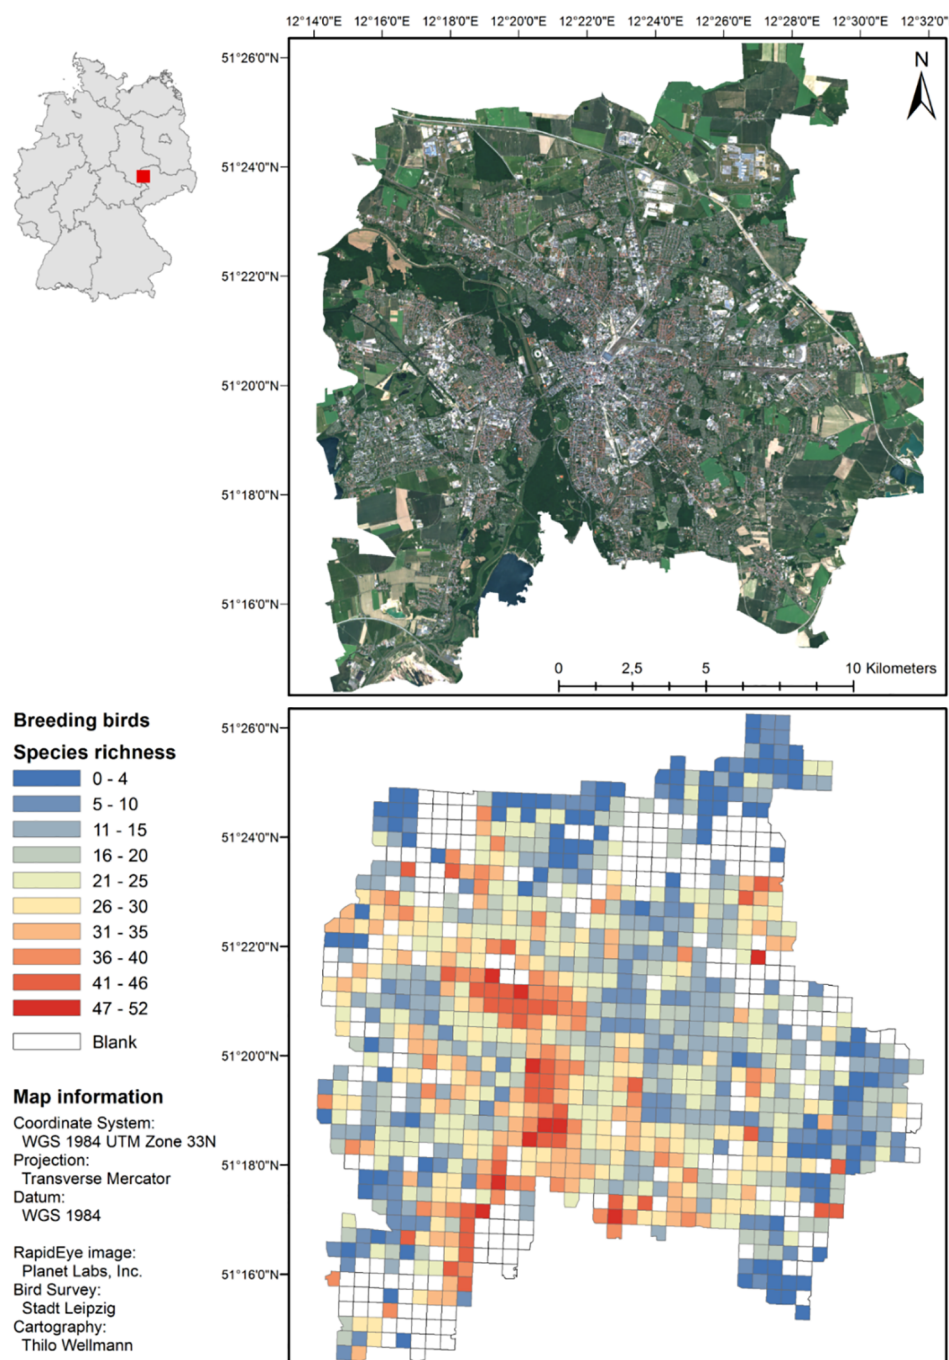 12°14'0"E 12°16'0"E 12°18'0"E 12°20'0"E 12°22'0"E 12°24'0"E 12°26'0"E 12°28'0"E 12°30'0"E 12°32'0"E
51°26'0"N
N
51°24'0"N
51°22'0"N
51°20'0"N
51°18'0"N
51°16'0"N
0 2,5 5 10 Kilometers
Breeding birds
Species richness
0 - 4
5 - 10
11 - 15
16 - 20
21 - 25
26 - 30
31 - 35
36 - 40
41 - 46
47 - 52
Blank
Map information
Coordinate System:
WGS 1984 UTM Zone 33N
Projection:
Transverse Mercator
Datum:
WGS 1984
RapidEye image:
Planet Labs, Inc.
Bird Survey:
Stadt Leipzig
Cartography:
Thilo Wellmann
51°26'0"N
51°24'0"N
51°22'0"N
51°20'0"N
51°18'0"N
51°16'0"N